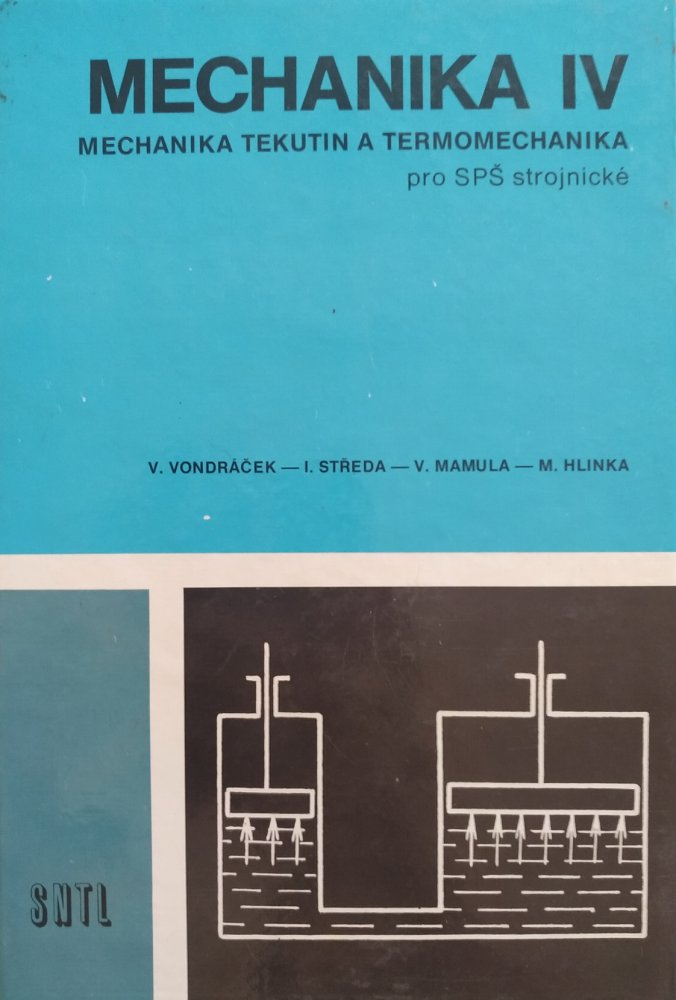 MECHANIKA IV
MECHANIKA TEKUTIN A TERMOMECHANIKA
pro SPŠ strojnické
V. VONDRÁČEK — I. STŘEDA — V. MAMULA — M. HLINKA
SNTL